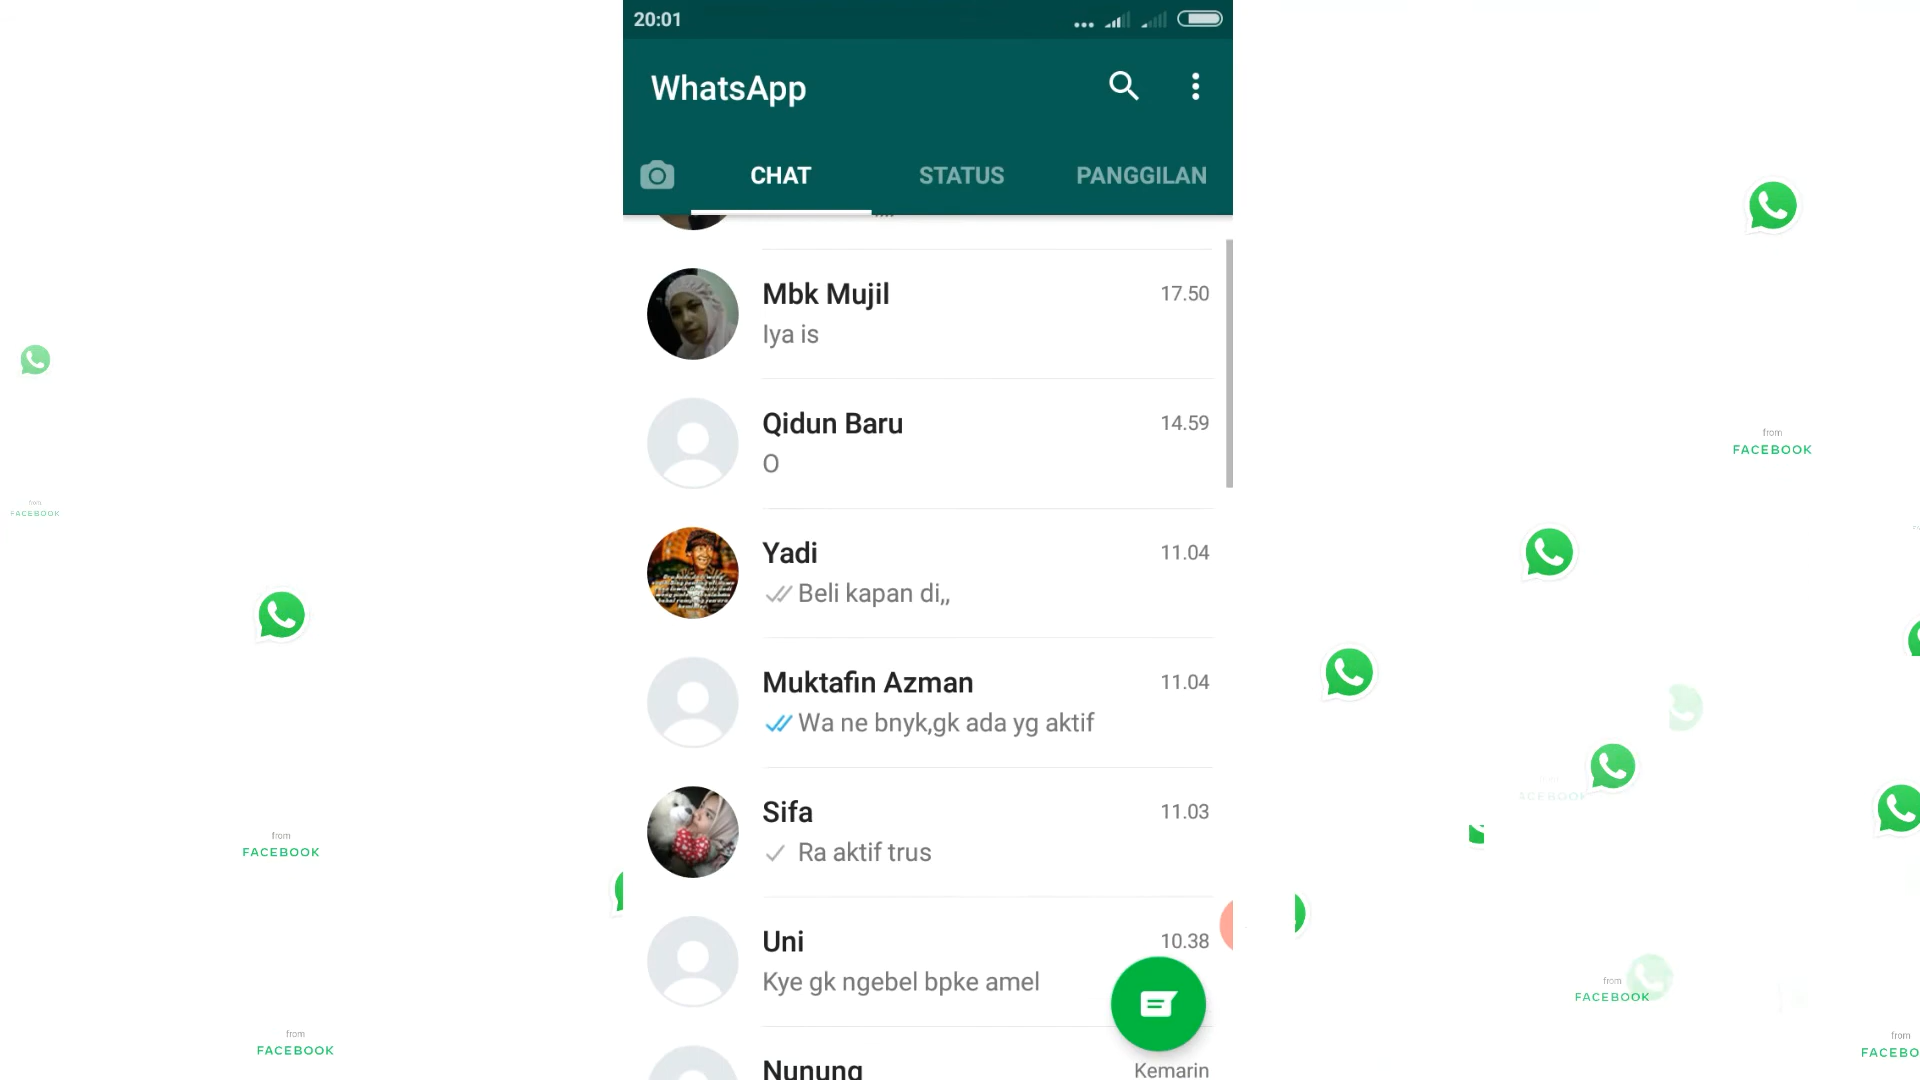 20:01
WhatsApp
CHAT
STATUS
PANGGILAN
Mbk Mujil
17.50
Iya is
Qidun Baru
14.59
O
Yadi
11.04
Beli kapan di,,
Muktafin Azman
11.04
Wa ne bnyk,gk ada yg aktif
Sifa
11.03
Ra aktif trus
Uni
10.38
Kye gk ngebel bpke amel
Nunung
Kemarin
from
FACEBOOK
from
FACEBOOK
from
FACEBOOK
from
FACEBOOK
from
FACEBOOK
from
FACEBO